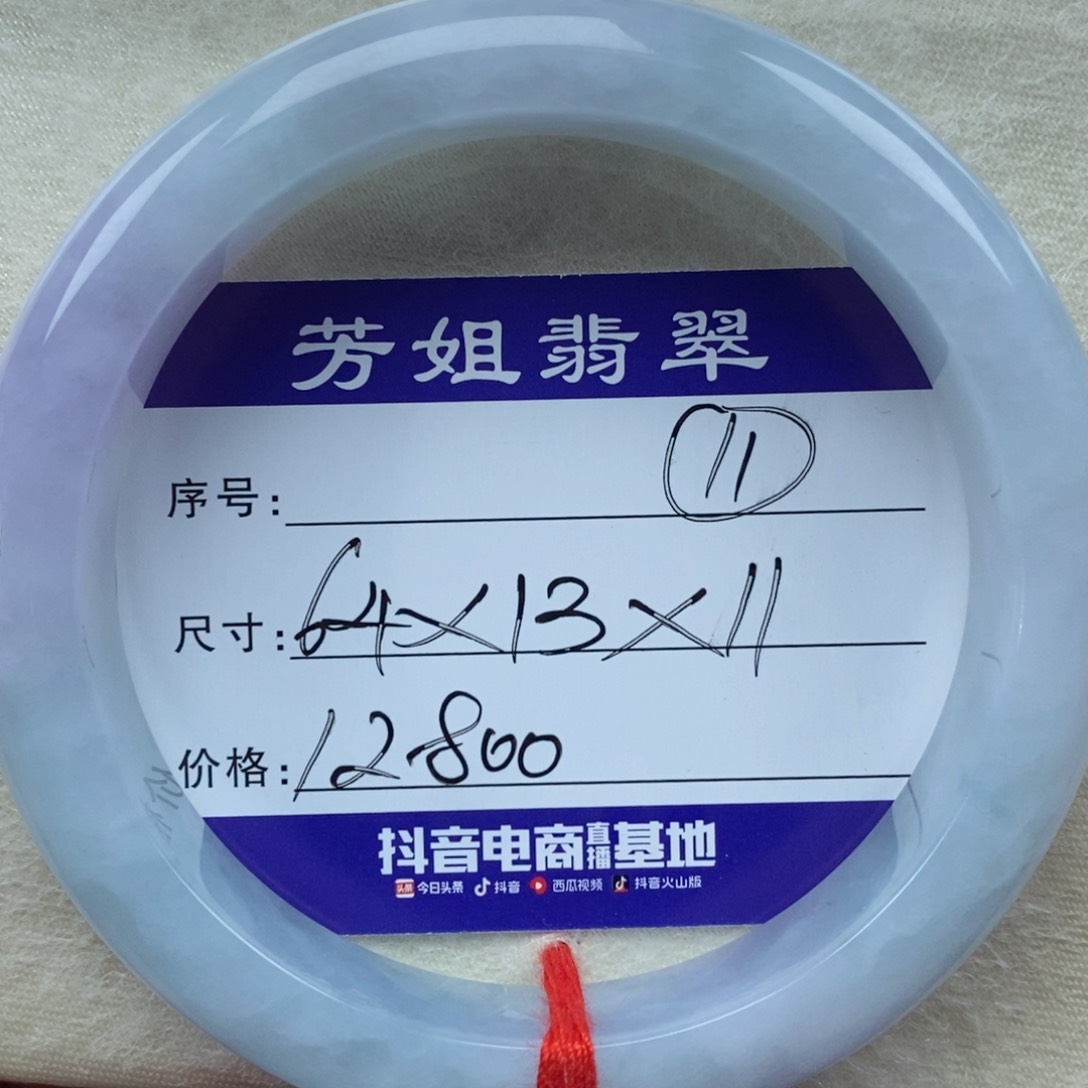 芳姐翡翠
序号: 11
尺寸: 64×13×11
价格: 12800
抖音电商直播基地
头条 今日头条 抖音 西瓜视频 抖音火山版